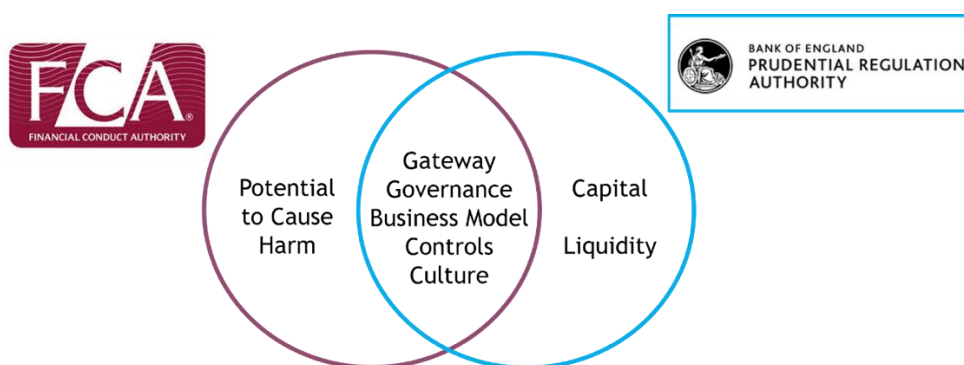 FCA®
FINANCIAL CONDUCT AUTHORITY
BANK OF ENGLAND
PRUDENTIAL REGULATION
AUTHORITY
Potential
to Cause
Harm
Gateway
Governance
Business Model
Controls
Culture
Capital
Liquidity